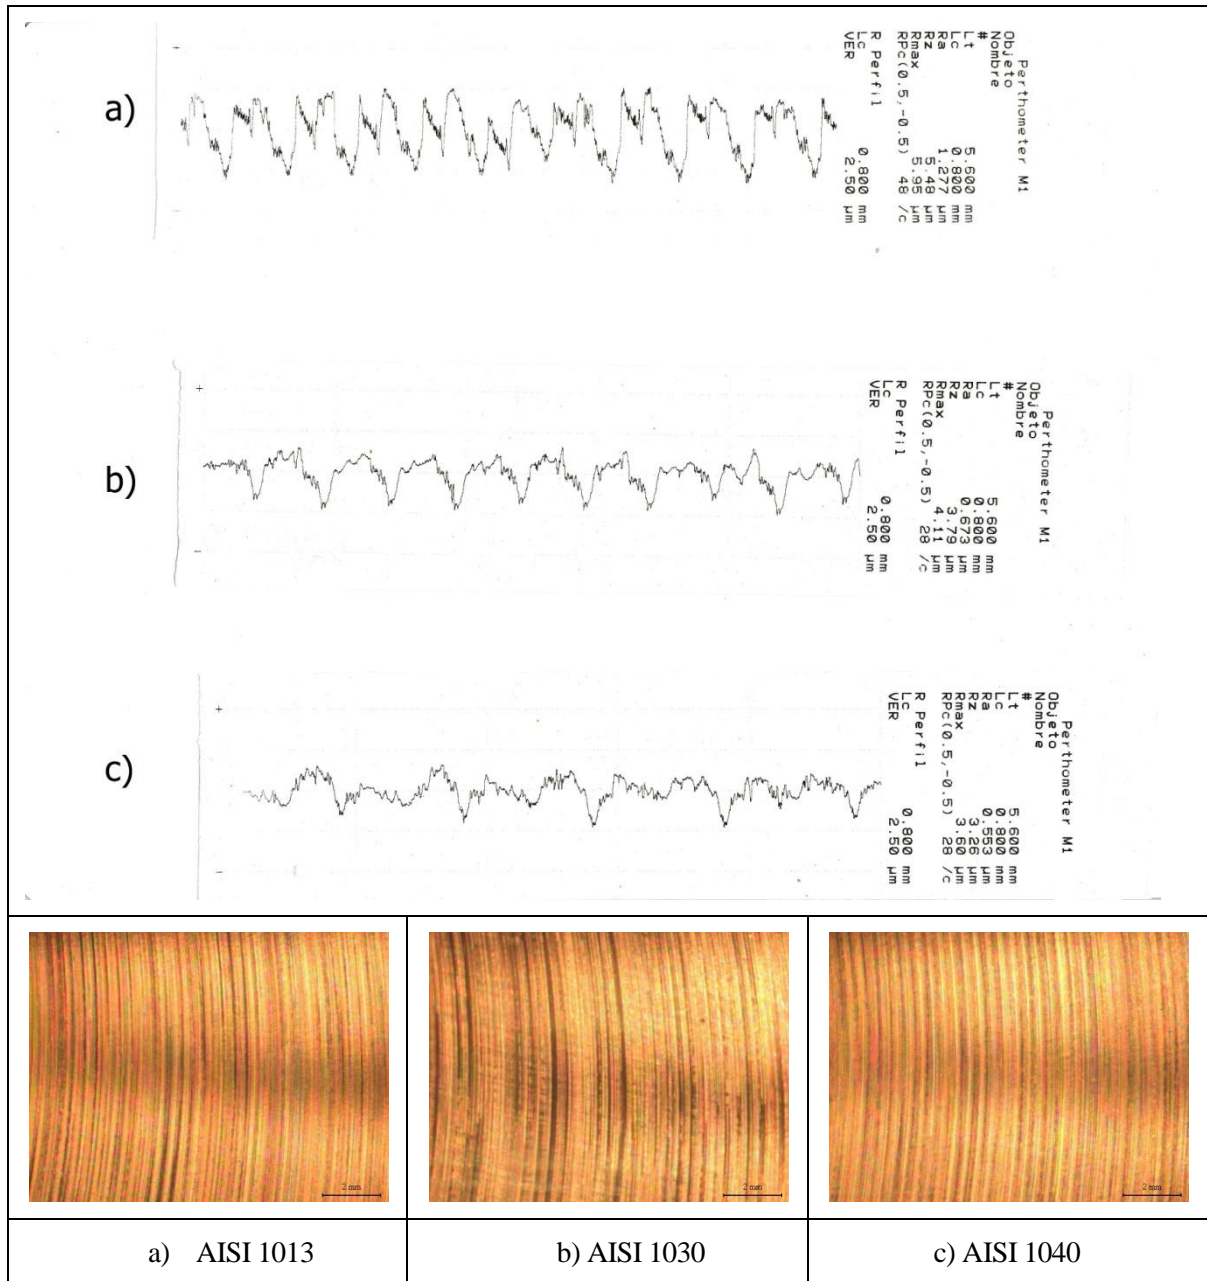 a)
Perthometer M1
Objeto
Nombre
#
Lt 5.600 mm
Lc 0.800 mm
Ra 1.277 µm
Rz 5.48 µm
Rmax 5.95 µm
RPc(0.5,-0.5) 48 /c
R Perfil
Lc 0.800 mm
VER 2.50 µm
b)
Perthometer M1
Objeto
Nombre
#
Lt 5.600 mm
Lc 0.800 mm
Ra 0.673 µm
Rz 3.79 µm
Rmax 4.11 µm
RPc(0.5,-0.5) 28 /c
R Perfil
Lc 0.800 mm
VER 2.50 µm
c)
Perthometer M1
Objeto
Nombre
#
Lt 5.600 mm
Lc 0.800 mm
Ra 0.553 µm
Rz 3.26 µm
Rmax 3.60 µm
RPc(0.5,-0.5) 28 /c
R Perfil
Lc 0.800 mm
VER 2.50 µm
2 mm
2 mm
2 mm
a) AISI 1013
b) AISI 1030
c) AISI 1040